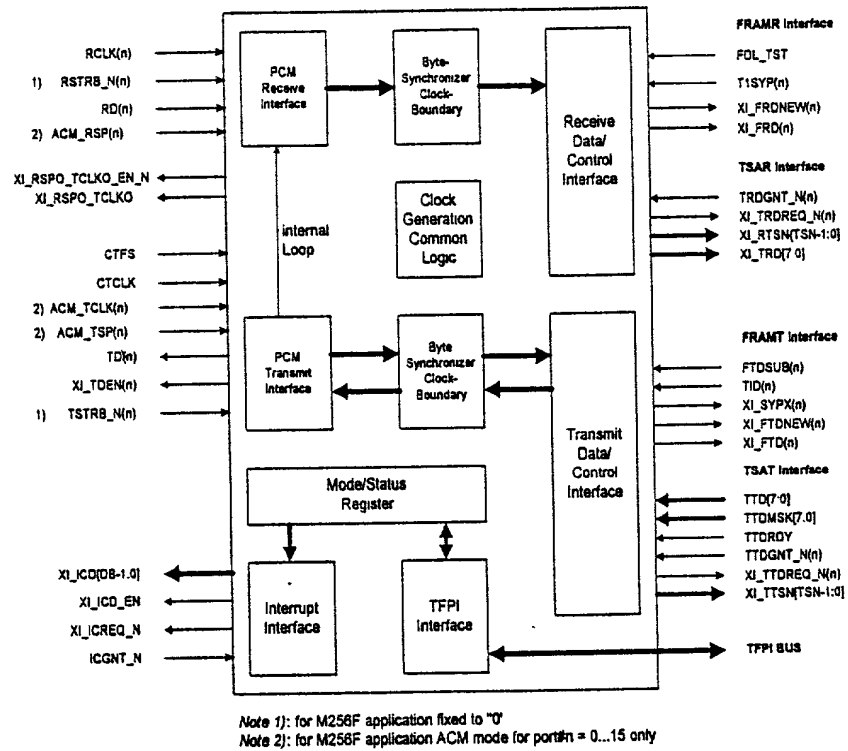 RCLK(n)
1) RSTRB_N(n)
RD(n)
2) ACM_RSP(n)
XI_RSPO_TCLKO_EN_N
XI_RSPO_TCLKO
CTFS
CTCLK
2) ACM_TCLK(n)
2) ACM_TSP(n)
TD(n)
XI_TDEN(n)
1) TSTRB_N(n)
XI_ICD[DB-1.0]
XI_ICD_EN
XI_ICREQ_N
ICGNT_N
PCM
Receive
Interface
Byte-
Synchronizer
Clock-
Boundary
Receive
Data/
Control
Interface
Clock
Generation
Common
Logic
internal
Loop
PCM
Transmit
Interface
Byte
Synchronizer
Clock-
Boundary
Transmit
Data/
Control
Interface
Mode/Status
Register
Interrupt
Interface
TFPI
Interface
FRAMR Interface
FDL_TST
T1SYP(n)
XI_FRDNEW(n)
XI_FRD(n)
TSAR Interface
TRDGNT_N(n)
XI_TRDREQ_N(n)
XI_RTSN[TSN-1:0]
XI_TRD[7 0]
FRAMT Interface
FTDSUB(n)
TID(n)
XI_SYPX(n)
XI_FTDNEW(n)
XI_FTD(n)
TSAT Interface
TTD[7·0]
TTDMSK[7.0]
TTDRDY
TTDGNT_N(n)
XI_TTDREQ_N(n)
XI_TTSN[TSN-1:0]
TFPI BUS
Note 1): for M256F application fixed to "0"
Note 2): for M256F application ACM mode for port#n = 0...15 only